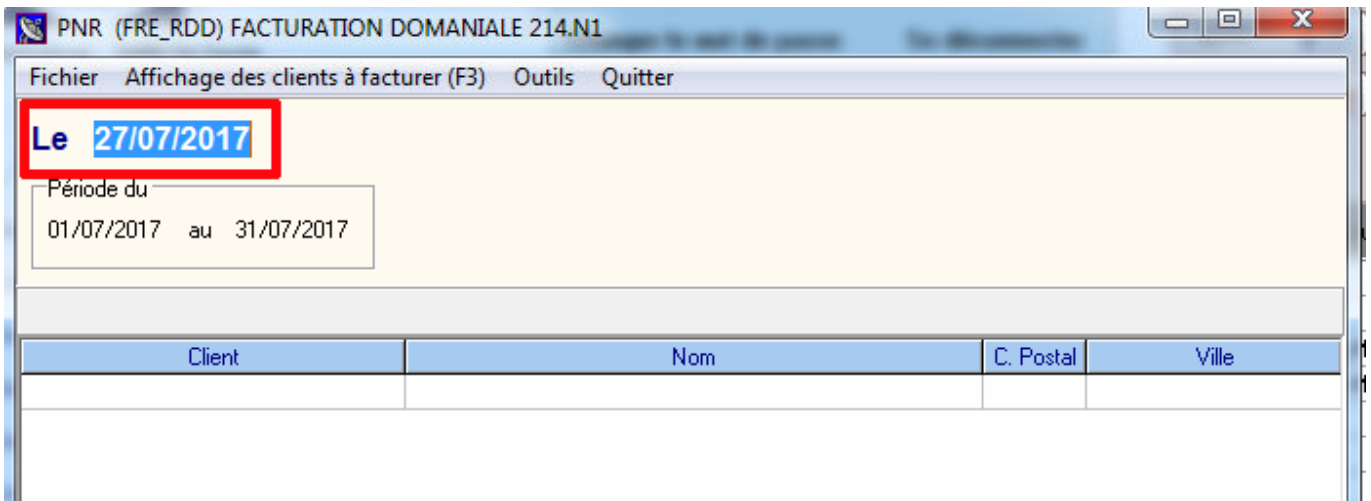 PNR (FRE_RDD) FACTURATION DOMANIALE 214.N1
Fichier Affichage des clients à facturer (F3) Outils Quitter
Le 27/07/2017
Période du
01/07/2017 au 31/07/2017
Client Nom C. Postal Ville